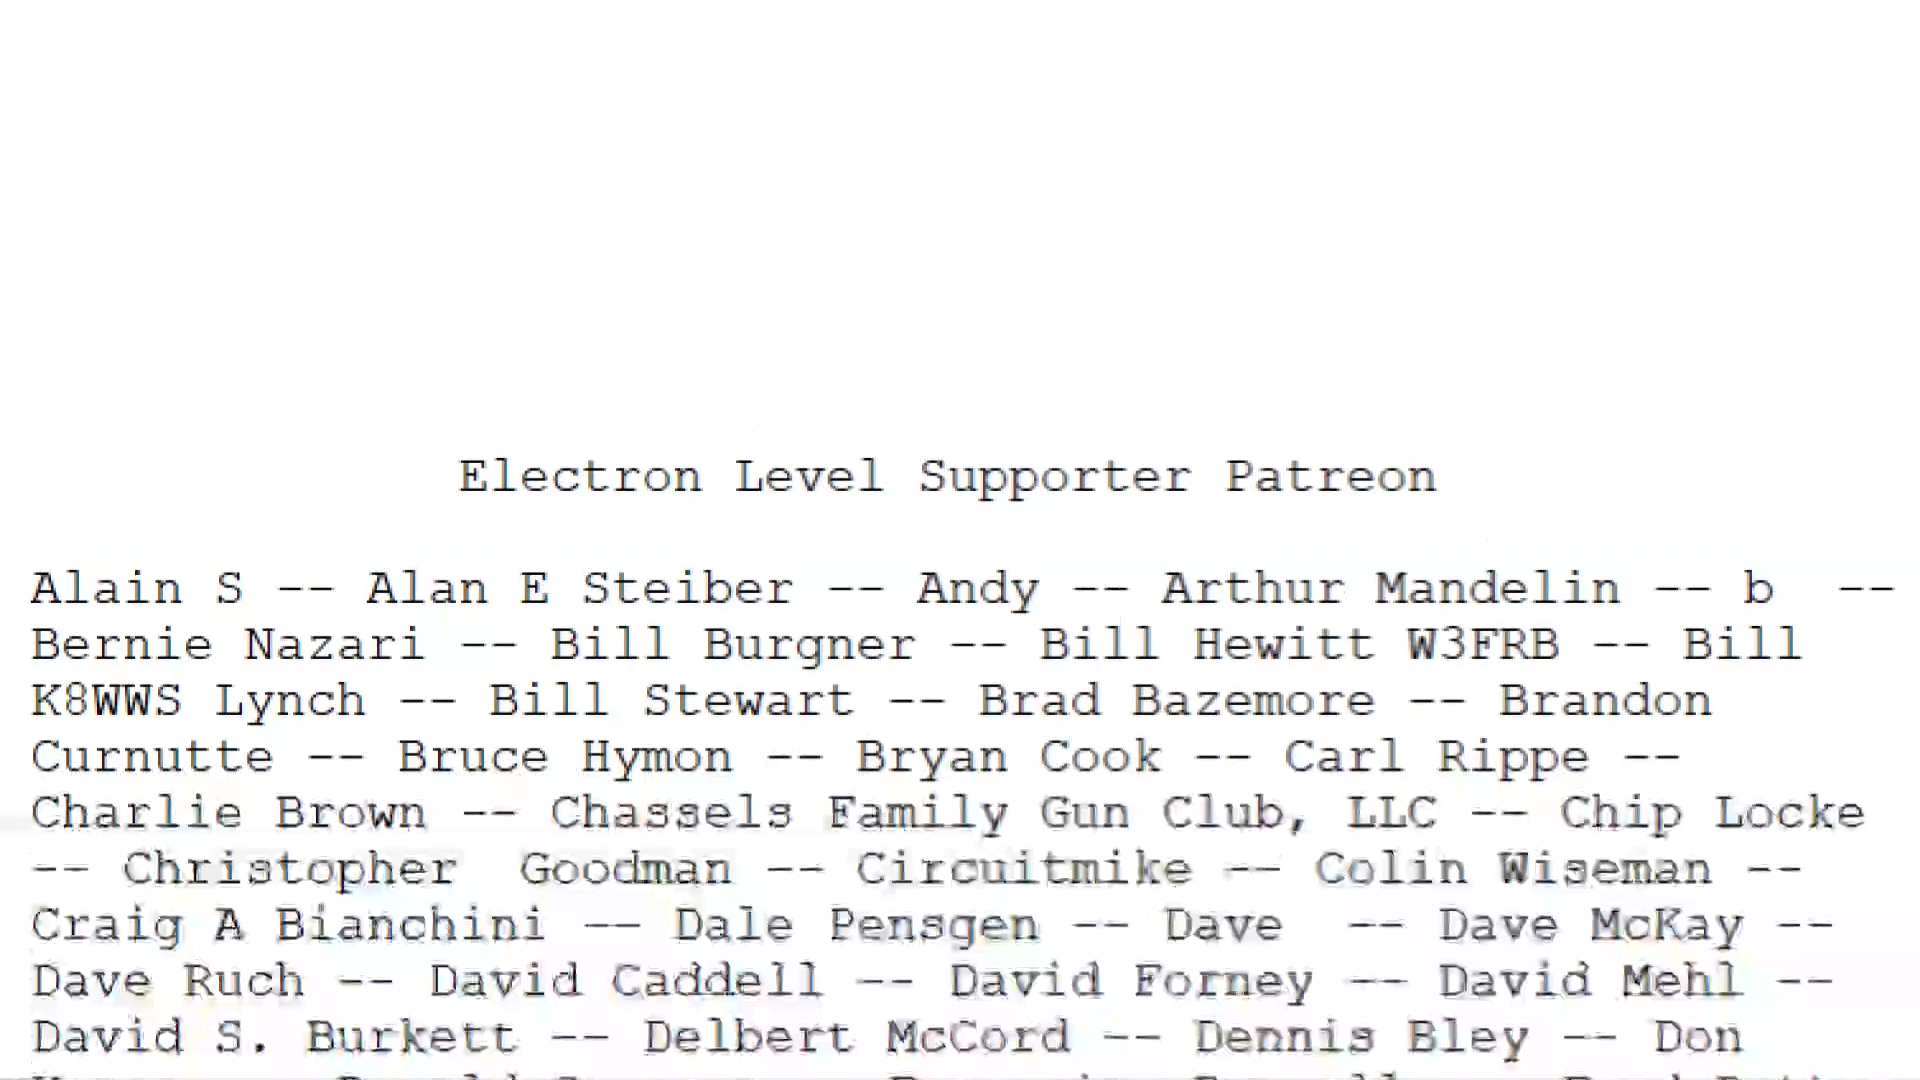 Electron Level Supporter Patreon
Alain S -- Alan E Steiber -- Andy -- Arthur Mandelin -- b  --
Bernie Nazari -- Bill Burgner -- Bill Hewitt W3FRB -- Bill
K8WWS Lynch -- Bill Stewart -- Brad Bazemore -- Brandon
Curnutte -- Bruce Hymon -- Bryan Cook -- Carl Rippe --
Charlie Brown -- Chassels Family Gun Club, LLC -- Chip Locke
-- Christopher  Goodman -- Circuitmike -- Colin Wiseman --
Craig A Bianchini -- Dale Pensgen -- Dave  -- Dave McKay --
Dave Ruch -- David Caddell -- David Forney -- David Mehl --
David S. Burkett -- Delbert McCord -- Dennis Bley -- Don